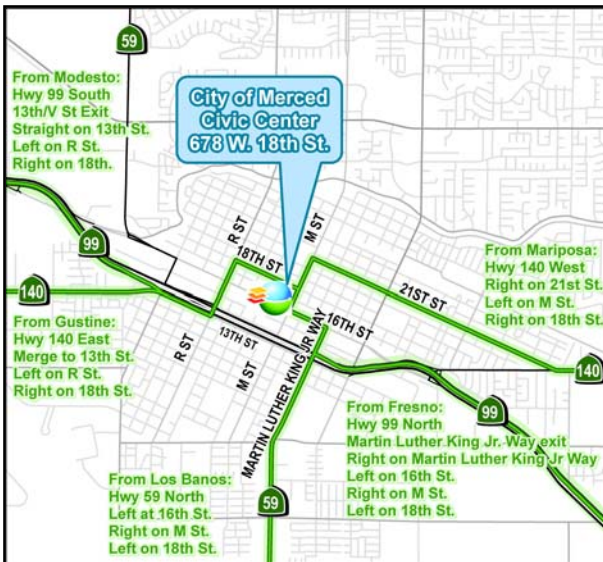 59
From Modesto:
Hwy 99 South
13th/V St Exit
Straight on 13th St.
Left on R St.
Right on 18th.
City of Merced
Civic Center
678 W. 18th St.
R ST
M ST
18TH ST
99
140
From Mariposa:
Hwy 140 West
Right on 21st St.
Left on M St.
Right on 18th St.
21ST ST
16TH ST
13TH ST
From Gustine:
Hwy 140 East
Merge to 13th St.
Left on R St.
Right on 18th St.
R ST
M ST
MARTIN LUTHER KING JR WAY
140
99
From Fresno:
Hwy 99 North
Martin Luther King Jr. Way exit
Right on Martin Luther King Jr Way
Left on 16th St.
Right on M St.
Left on 18th St.
From Los Banos:
Hwy 59 North
Left at 16th St.
Right on M St.
Left on 18th St.
59